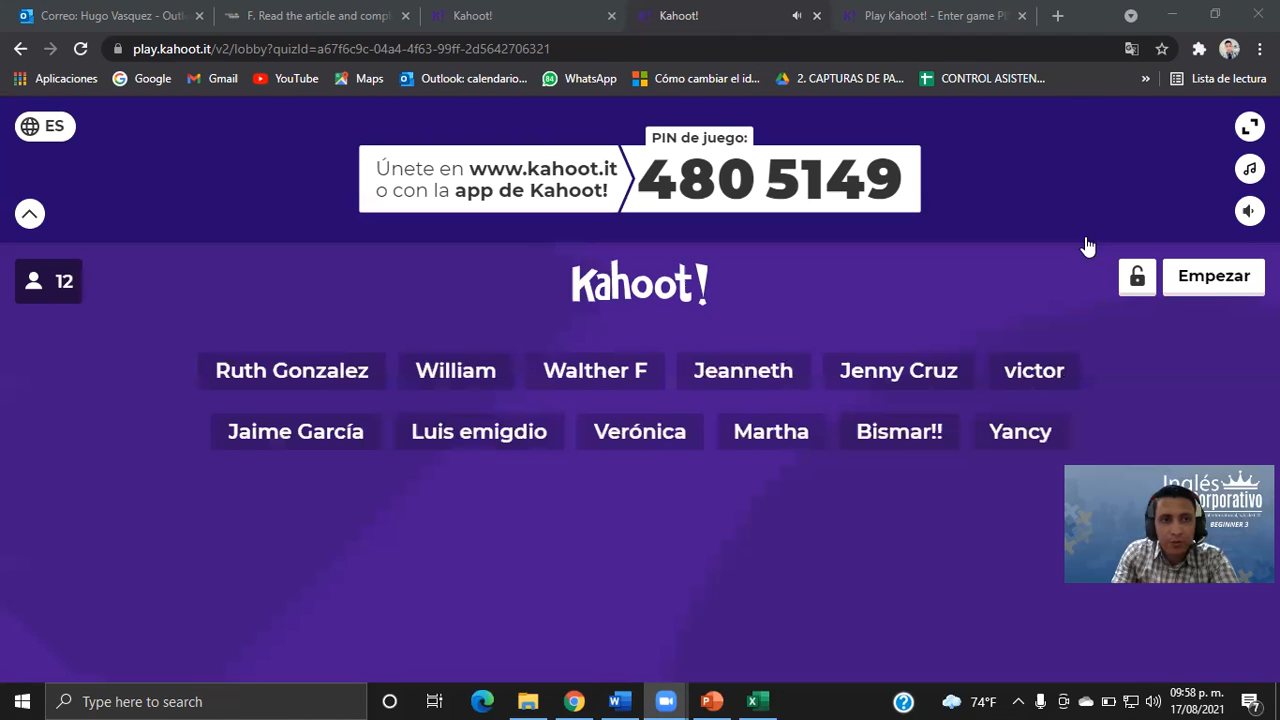 Correo: Hugo Vasquez - Outl
F. Read the article and compl
Kahoot!
Kahoot!
Play Kahoot! - Enter game PI
play.kahoot.it/v2/lobby?quizId=a67f6c9c-04a4-4f63-99ff-2d5642706321
Aplicaciones
Google
Gmail
YouTube
Maps
Outlook: calendario...
84
WhatsApp
Cómo cambiar el id...
2. CAPTURAS DE PA...
CONTROL ASISTEN...
»
Lista de lectura
ES
PIN de juego:
Únete en www.kahoot.it
o con la app de Kahoot!
480 5149
12
Kahoot!
Empezar
Ruth Gonzalez
William
Walther F
Jeanneth
Jenny Cruz
victor
Jaime García
Luis emigdio
Verónica
Martha
Bismar!!
Yancy
Inglés
orporativo
BEGINNER 3
Type here to search
74°F
09:58 p. m.
17/08/2021
7